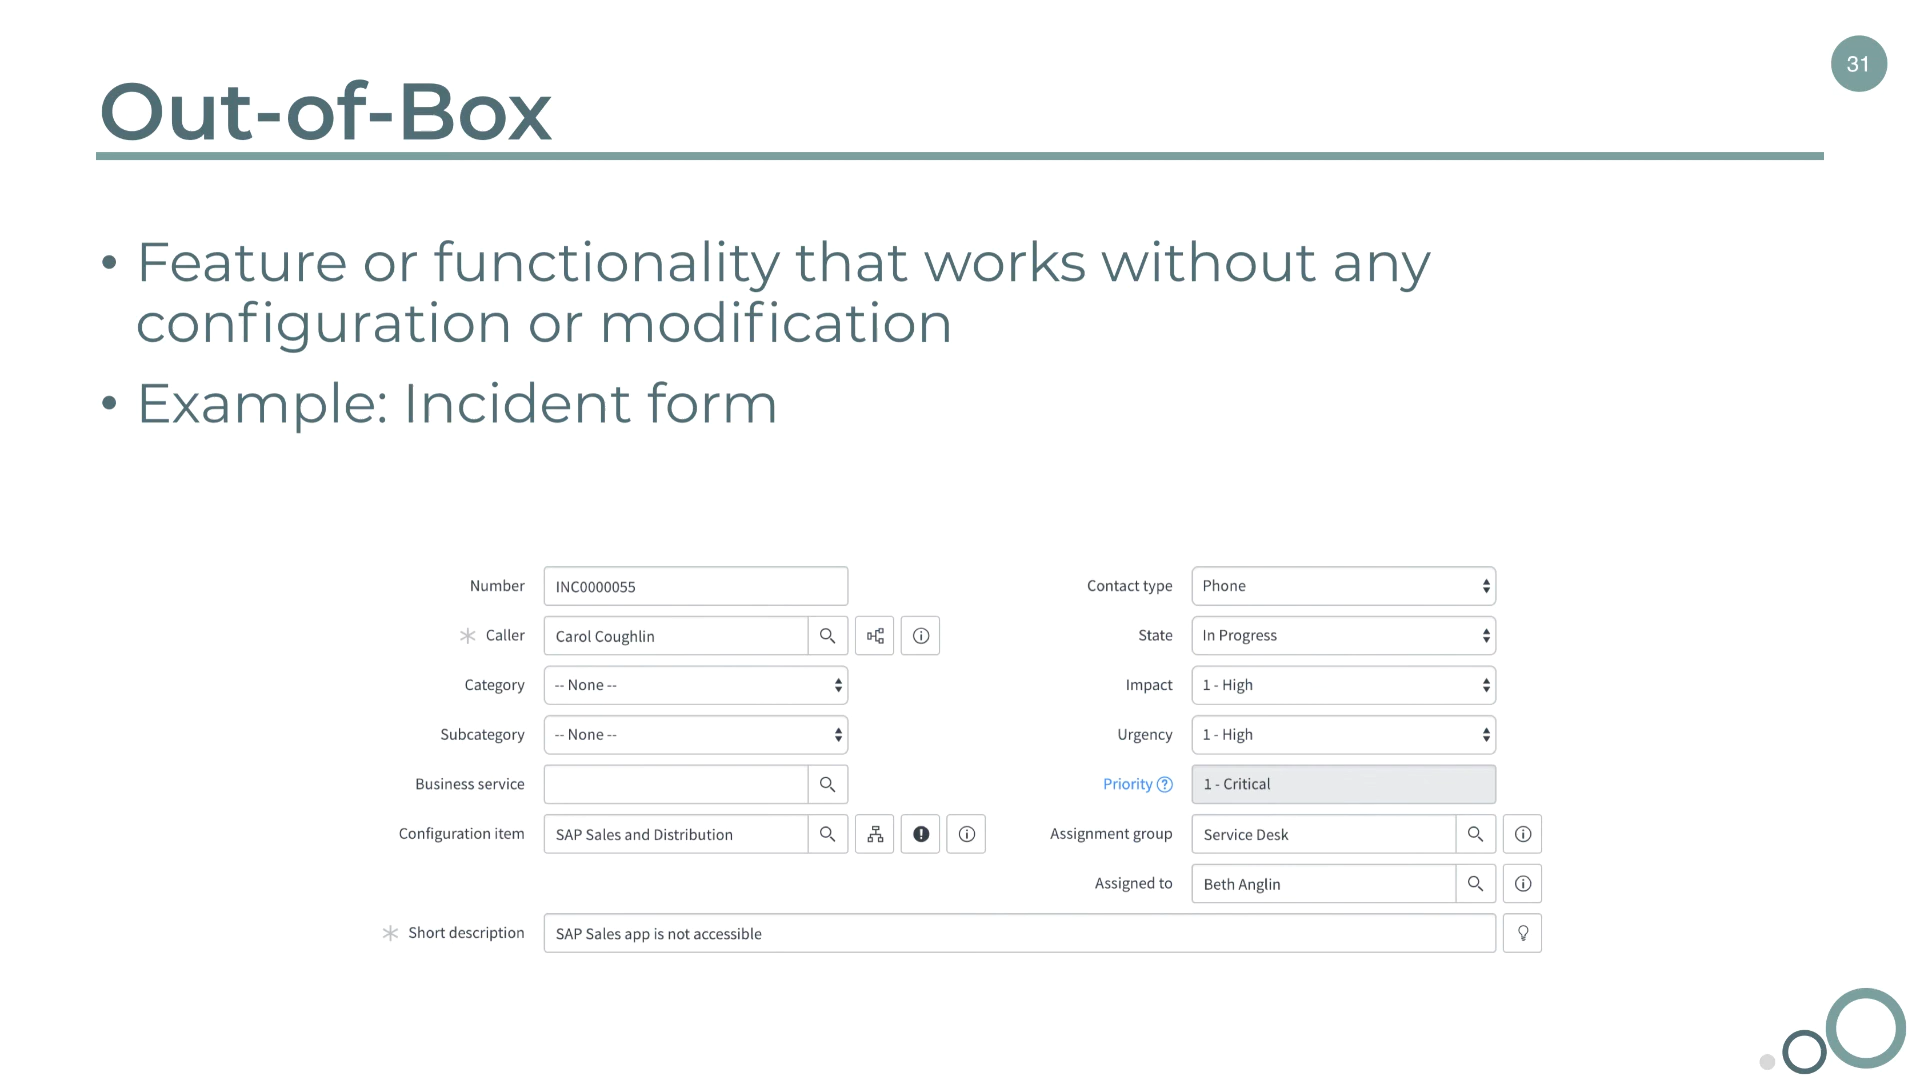 31
Out-of-Box
• Feature or functionality that works without any
configuration or modification
• Example: Incident form
Number INC0000055
Contact type Phone
Caller Carol Coughlin
State In Progress
Category -- None --
Impact 1 - High
Subcategory -- None --
Urgency 1 - High
Business service
Priority 1 - Critical
Configuration item SAP Sales and Distribution
Assignment group Service Desk
Assigned to Beth Anglin
Short description SAP Sales app is not accessible